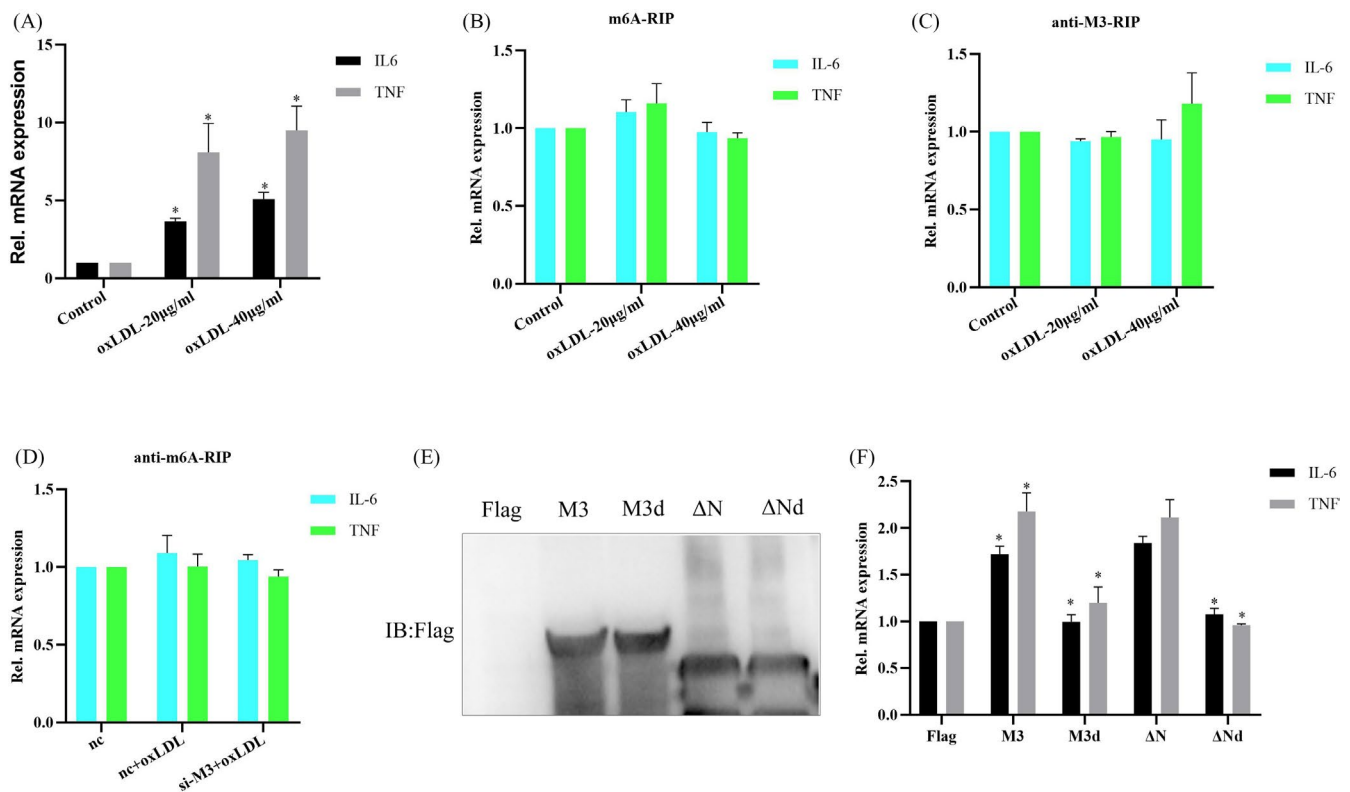 (A)
Rel. mRNA expression
15
10
5
0
*
*
*
*
Control
oxLDL-20μg/ml
oxLDL-40μg/ml
IL6
TNF
(B)
m6A-RIP
Rel. mRNA expression
1.5
1.0
0.5
0.0
Control
oxLDL-20μg/ml
oxLDL-40μg/ml
IL-6
TNF
(C)
anti-M3-RIP
Rel. mRNA expression
1.5
1.0
0.5
0.0
Control
oxLDL-20μg/ml
oxLDL-40μg/ml
IL-6
TNF
(D)
anti-m6A-RIP
Rel. mRNA expression
1.5
1.0
0.5
0.0
nc
nc+oxLDL
si-M3+oxLDL
IL-6
TNF
(E)
Flag M3 M3d ΔN ΔNd
IB:Flag
(F)
Rel. mRNA expression
2.5
2.0
1.5
1.0
0.5
0.0
*
*
*
*
*
*
Flag M3 M3d ΔN ΔNd
IL-6
TNF